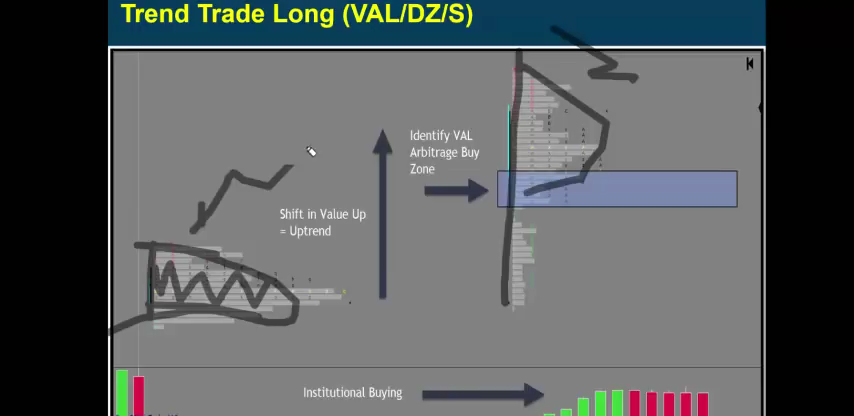 Trend Trade Long (VAL/DZ/S)
Identify VAL
Arbitrage Buy
Zone
Shift in Value Up
= Uptrend
Institutional Buying